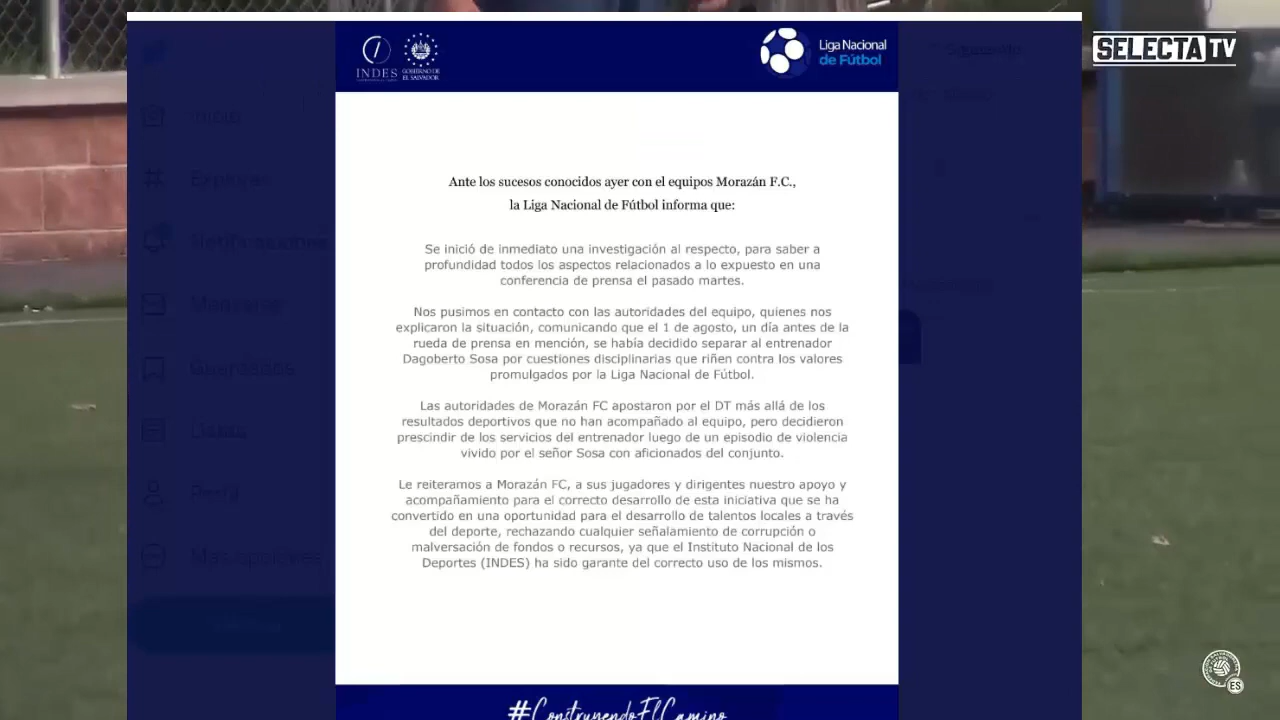 SELECTA TV
INDES
GOBIERNO DE
EL SALVADOR
Liga Nacional
de Fútbol
Ante los sucesos conocidos ayer con el equipos Morazán F.C.,
la Liga Nacional de Fútbol informa que:
Se inició de inmediato una investigación al respecto, para saber a
profundidad todos los aspectos relacionados a lo expuesto en una
conferencia de prensa el pasado martes.
Nos pusimos en contacto con las autoridades del equipo, quienes nos
explicaron la situación, comunicando que el 1 de agosto, un día antes de la
rueda de prensa en mención, se había decidido separar al entrenador
Dagoberto Sosa por cuestiones disciplinarias que riñen contra los valores
promulgados por la Liga Nacional de Fútbol.
Las autoridades de Morazán FC apostaron por el DT más allá de los
resultados deportivos que no han acompañado al equipo, pero decidieron
prescindir de los servicios del entrenador luego de un episodio de violencia
vivido por el señor Sosa con aficionados del conjunto.
Le reiteramos a Morazán FC, a sus jugadores y dirigentes nuestro apoyo y
acompañamiento para el correcto desarrollo de esta iniciativa que se ha
convertido en una oportunidad para el desarrollo de talentos locales a través
del deporte, rechazando cualquier señalamiento de corrupción o
malversación de fondos o recursos, ya que el Instituto Nacional de los
Deportes (INDES) ha sido garante del correcto uso de los mismos.
#ConstruyendoElCamino
Inicio
Explorar
Notificaciones
Mensajes
Guardados
Listas
Perfil
Más opciones
ES